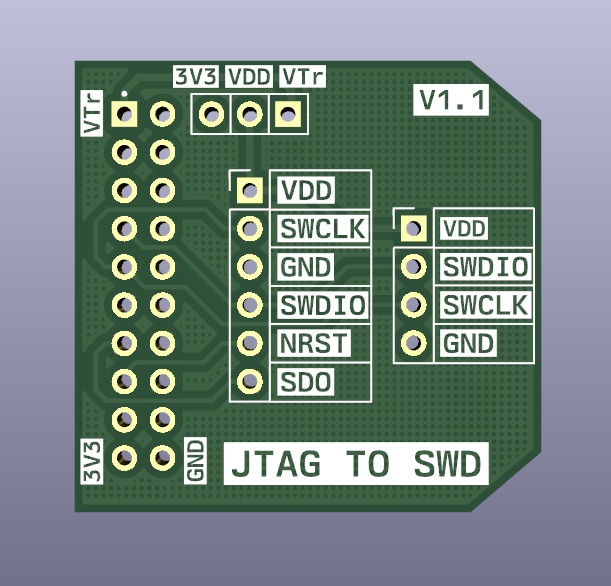 3V3 VDD VTr
VTr
V1.1
VDD
SWCLK
GND
SWDIO
NRST
SDO
VDD
SWDIO
SWCLK
GND
3V3
GND
JTAG TO SWD